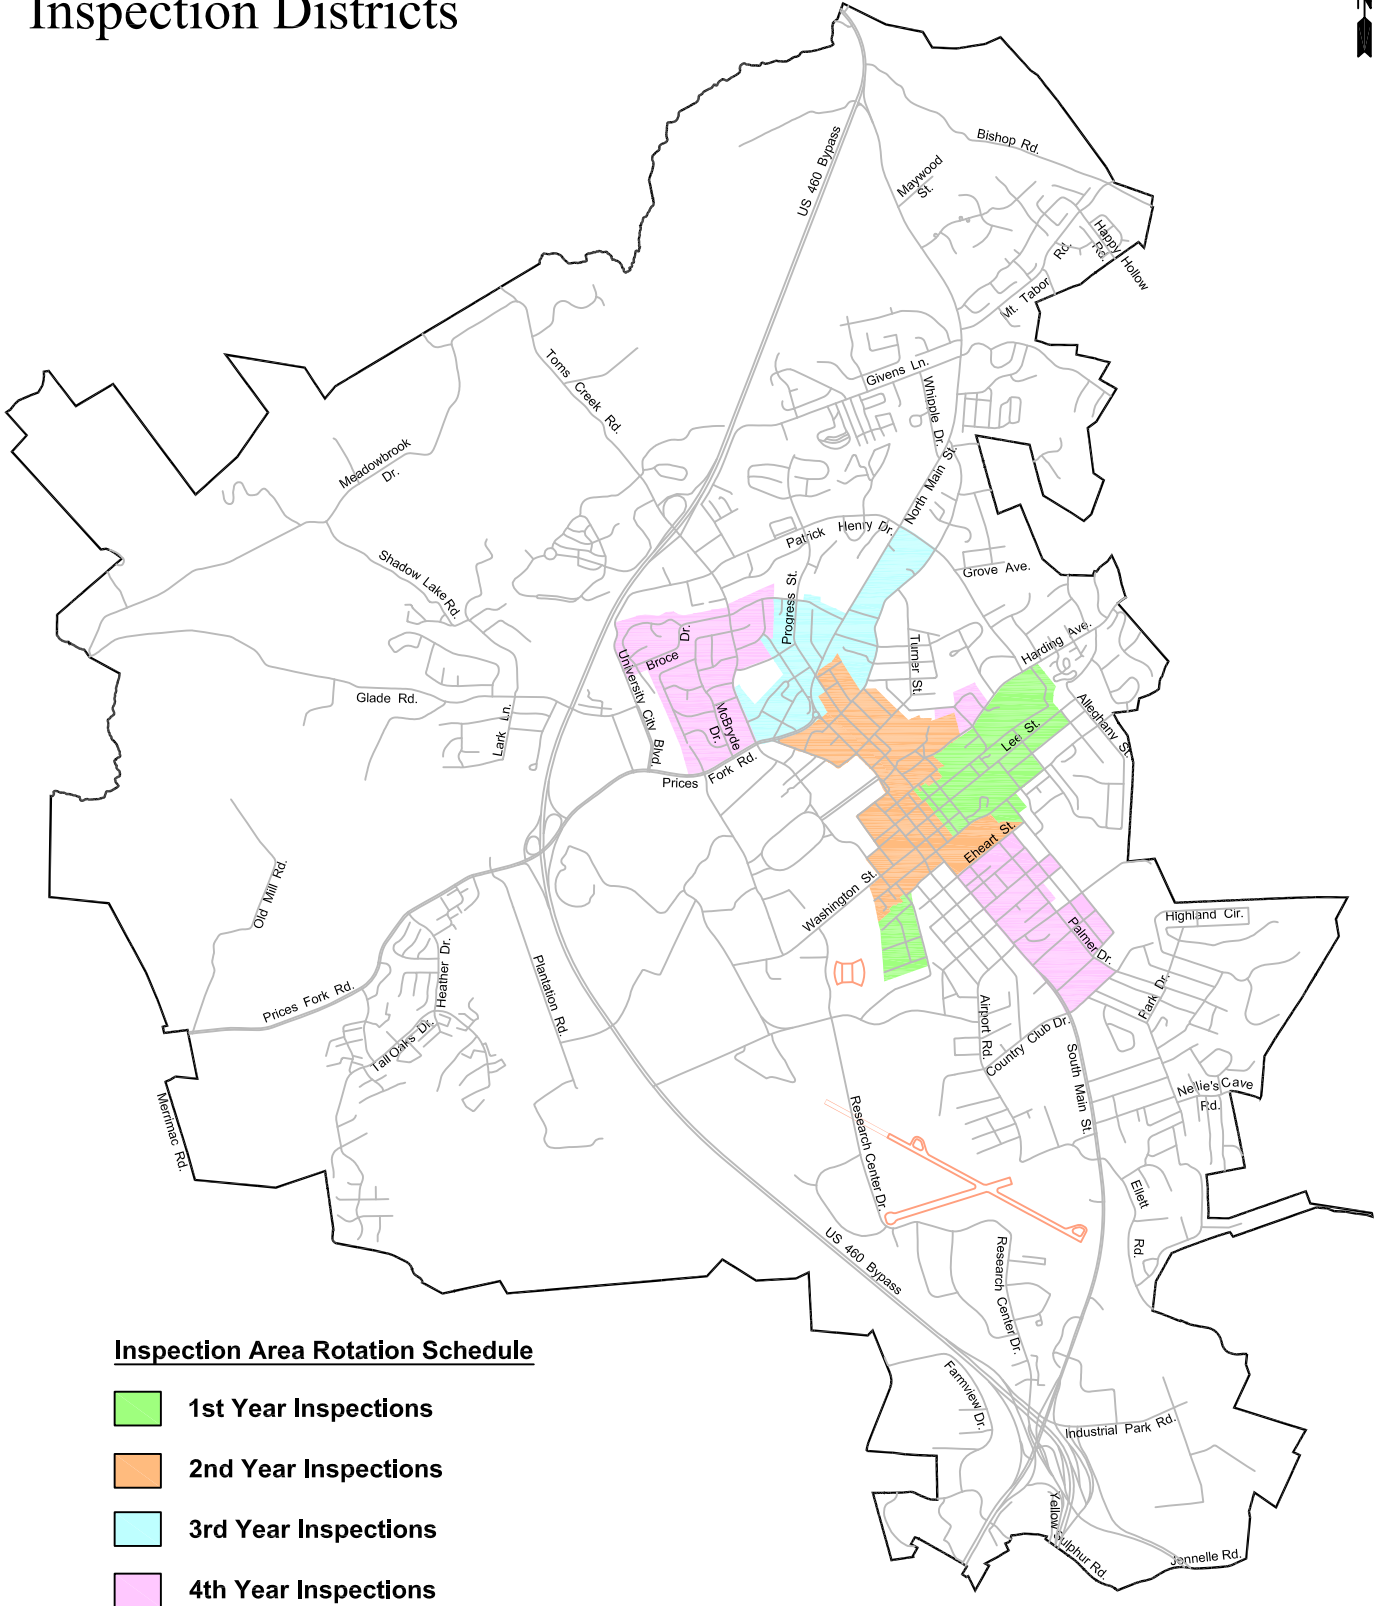 Inspection Districts
N
Bishop Rd.
US 460 Bypass
Maywood
St.
Happy Hollow
Rd.
Mt. Tabor
Rd.
Toms Creek Rd.
Givens Ln.
Whipple Dr.
Meadowbrook
Dr.
North Main St.
Patrick Henry Dr.
Shadow Lake Rd.
Grove Ave.
Progress St.
Harding Ave.
Turner St.
Broce Dr.
University City Blvd.
McBryde
Dr.
Glade Rd.
Lark Ln.
Alleghany St.
Lee St.
Prices Fork Rd.
Eheart St.
Washington St.
Old Mill Rd.
Highland Cir.
Palmer Dr.
Heather Dr.
Plantation Rd.
Park Dr.
Prices Fork Rd.
Airport Rd.
Tall Oaks Dr.
Country Club Dr.
South Main St.
Nellie's Cave
Rd.
Merrimac Rd.
Research Center Dr.
Ellett Rd.
US 460 Bypass
Research Center Dr.
Farmview Dr.
Industrial Park Rd.
Yellow Sulphur Rd.
Jennelle Rd.
Inspection Area Rotation Schedule
1st Year Inspections
2nd Year Inspections
3rd Year Inspections
4th Year Inspections